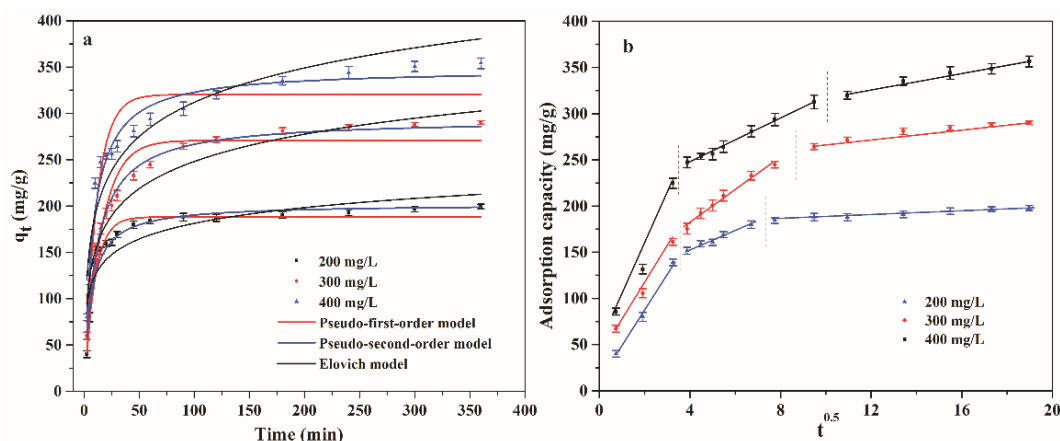 a
q_t (mg/g)
400
350
300
250
200
150
100
50
0
200 mg/L
300 mg/L
400 mg/L
Pseudo-first-order model
Pseudo-second-order model
Elovich model
0 50 100 150 200 250 300 350 400
Time (min)
b
Adsorption capacity (mg/g)
400
350
300
250
200
150
100
50
0
200 mg/L
300 mg/L
400 mg/L
0 4 8 12 16 20
t^0.5